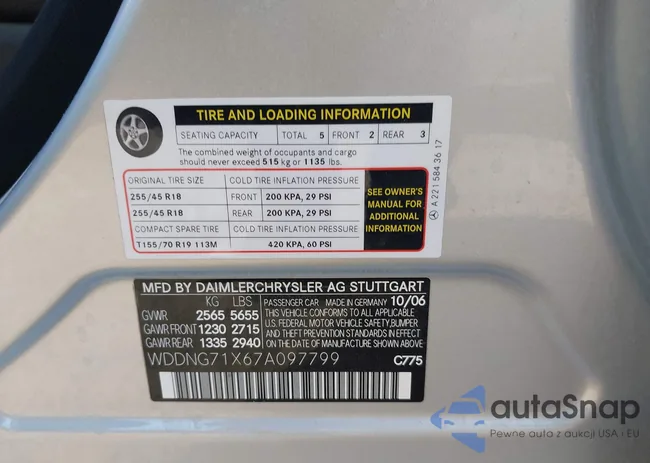 TIRE AND LOADING INFORMATION
SEATING CAPACITY TOTAL 5 FRONT 2 REAR 3
The combined weight of occupants and cargo
should never exceed 515 kg or 1135 lbs.
ORIGINAL TIRE SIZE COLD TIRE INFLATION PRESSURE
255/45 R18 FRONT 200 KPA, 29 PSI
255/45 R18 REAR 200 KPA, 29 PSI
COMPACT SPARE TIRE COLD TIRE INFLATION PRESSURE
T155/70 R19 113M 420 KPA, 60 PSI
SEE OWNER'S
MANUAL FOR
ADDITIONAL
INFORMATION
A 221 584 36 17
MFD BY DAIMLERCHRYSLER AG STUTTGART
KG LBS
GVWR 2565 5655
GAWR FRONT 1230 2715
GAWR REAR 1335 2940
PASSENGER CAR MADE IN GERMANY 10/06
THIS VEHICLE CONFORMS TO ALL APPLICABLE
U.S. FEDERAL MOTOR VEHICLE SAFETY, BUMPER,
AND THEFT PREVENTION STANDARDS IN EFFECT
ON THE DATE OF MANUFACTURE SHOWN ABOVE.
WDDNG71X67A097799 C775
autaSnap
Pewne auto z aukcji USA i EU